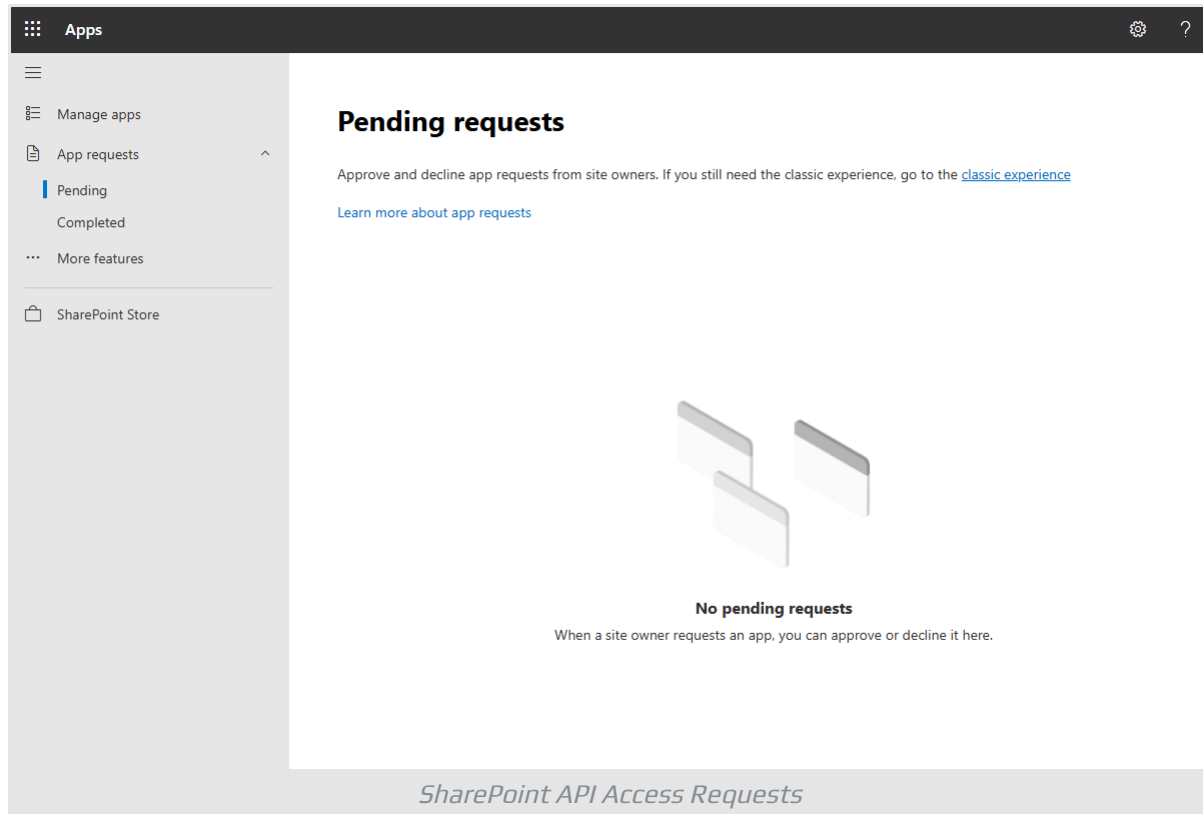 Apps
?
Manage apps
App requests
Pending
Completed
More features
SharePoint Store
Pending requests
Approve and decline app requests from site owners. If you still need the classic experience, go to the classic experience
Learn more about app requests
No pending requests
When a site owner requests an app, you can approve or decline it here.
SharePoint API Access Requests